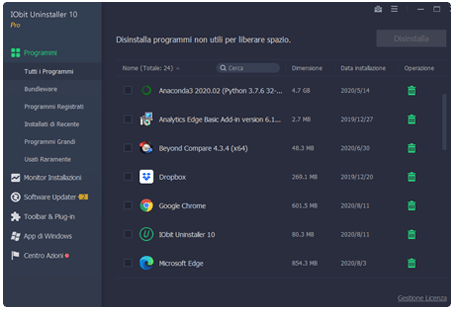 IObit Uninstaller 10
Pro
Programmi
Tutti i Programmi
Bundleware
Programmi Registrati
Installati di Recente
Programmi Grandi
Usati Raramente
Monitor Installazioni
Software Updater
Toolbar & Plug-in
App di Windows
Centro Azioni
Disinstalla programmi non utili per liberare spazio.
Disinstalla
Nome (Totale: 24) Cerca Dimensione Data Installazione Operazione
Anaconda3 2020.02 (Python 3.7.6 32-... 4.7 GB 2020/5/14
Analytics Edge Basic Add-in version 6.1... 2.7 MB 2019/12/27
Beyond Compare 4.3.4 (x64) 48.3 MB 2020/6/30
Dropbox 269.1 MB 2019/12/20
Google Chrome 601.5 MB 2020/8/11
IObit Uninstaller 10 80.3 MB 2020/8/11
Microsoft Edge 854.3 MB 2020/8/3
Gestione Licenza